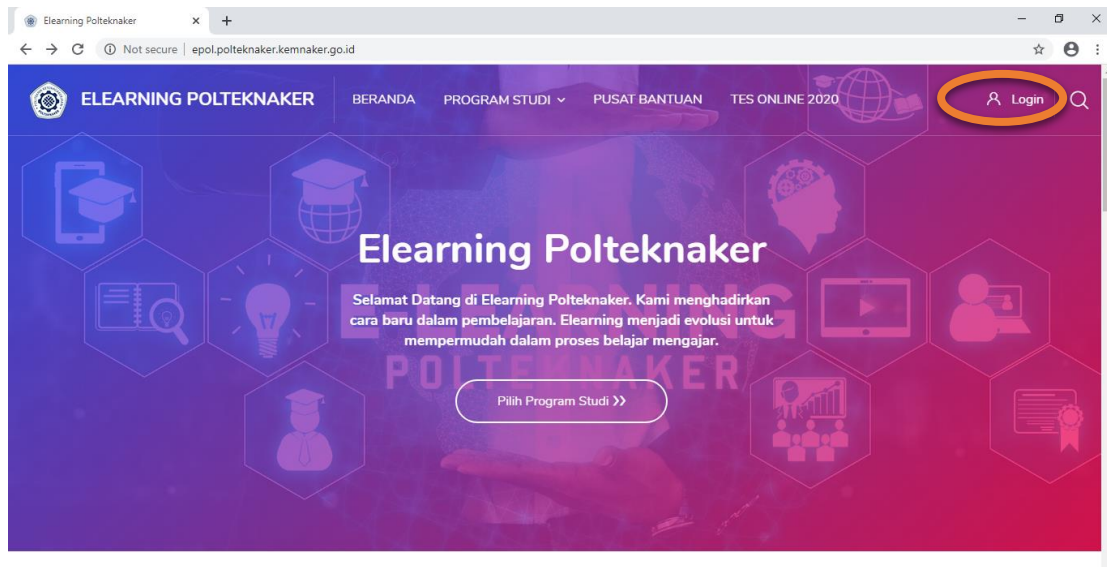 Elearning Polteknaker
Not secure | epol.polteknaker.kemnaker.go.id
ELEARNING POLTEKNAKER
BERANDA
PROGRAM STUDI
PUSAT BANTUAN
TES ONLINE 2020
Login
Elearning Polteknaker
Selamat Datang di Elearning Polteknaker. Kami menghadirkan
cara baru dalam pembelajaran. Elearning menjadi evolusi untuk
mempermudah dalam proses belajar mengajar.
E-LEARNING
POLTEKNAKER
Pilih Program Studi